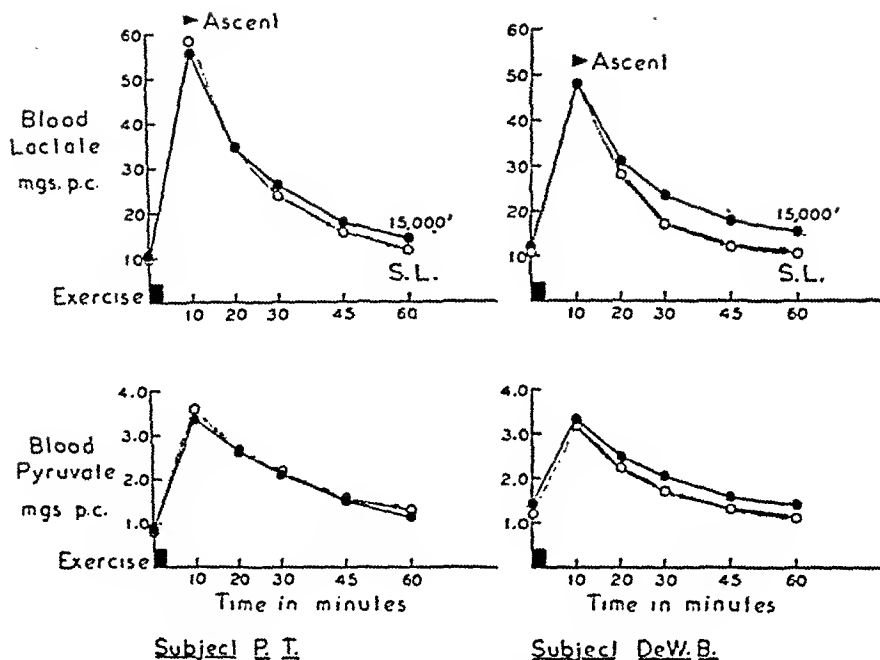 Ascent
60
50
Blood
Lactate
mgs. p.c.
40
30
20
10
15,000'
S.L.
Exercise
10 20 30 45 60
Ascent
60
50
40
30
20
10
15,000'
S.L.
10 20 30 45 60
4.0
3.0
2.0
1.0
Blood
Pyruvate
mgs p.c.
Exercise
10 20 30 45 60
Time in minutes
Subject P. T.
4.0
3.0
2.0
1.0
10 20 30 45 60
Time in minutes
Subject DeW. B.